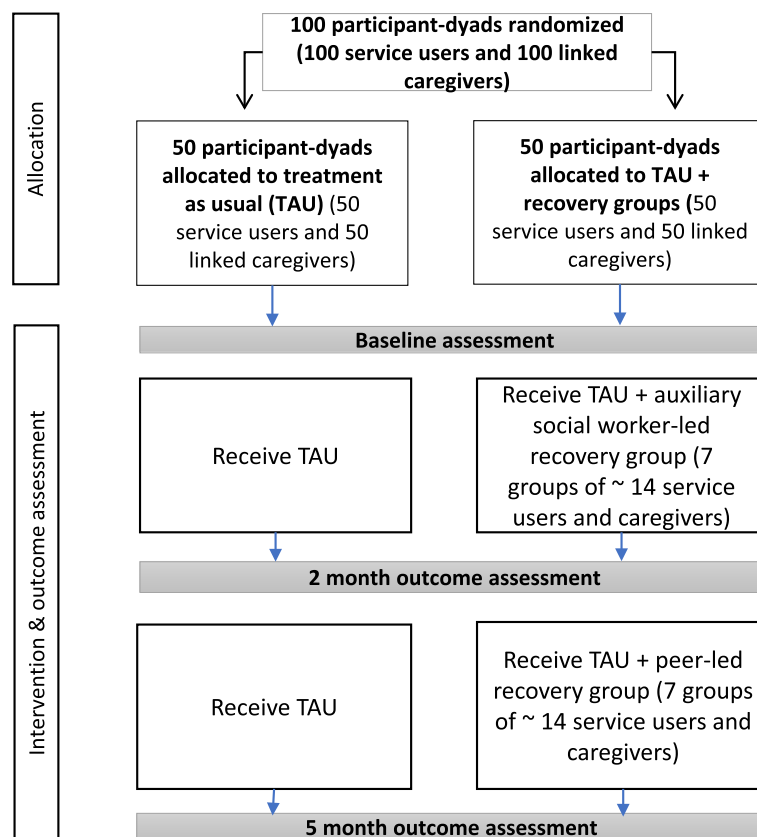 100 participant-dyads randomized
(100 service users and 100 linked
caregivers)
Allocation
50 participant-dyads
allocated to treatment
as usual (TAU) (50
service users and 50
linked caregivers)
50 participant-dyads
allocated to TAU +
recovery groups (50
service users and 50 linked
caregivers)
Baseline assessment
Intervention & outcome assessment
Receive TAU
Receive TAU + auxiliary
social worker-led
recovery group (7
groups of ~ 14 service
users and caregivers)
2 month outcome assessment
Receive TAU
Receive TAU + peer-led
recovery group (7 groups
of ~ 14 service users and
caregivers)
5 month outcome assessment